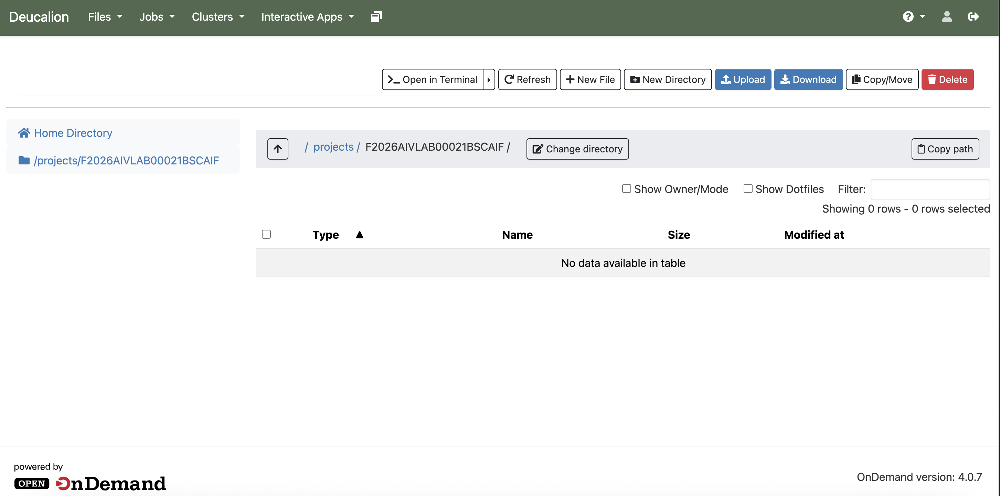 Deucalion Files Jobs Clusters Interactive Apps
Open in Terminal Refresh New File New Directory Upload Download Copy/Move Delete
Home Directory
/projects/F2026AIVLAB00021BSCAIF
/ projects / F2026AIVLAB00021BSCAIF / Change directory Copy path
Show Owner/Mode Show Dotfiles Filter:
Showing 0 rows - 0 rows selected
Type Name Size Modified at
No data available in table
powered by
OPEN OnDemand
OnDemand version: 4.0.7